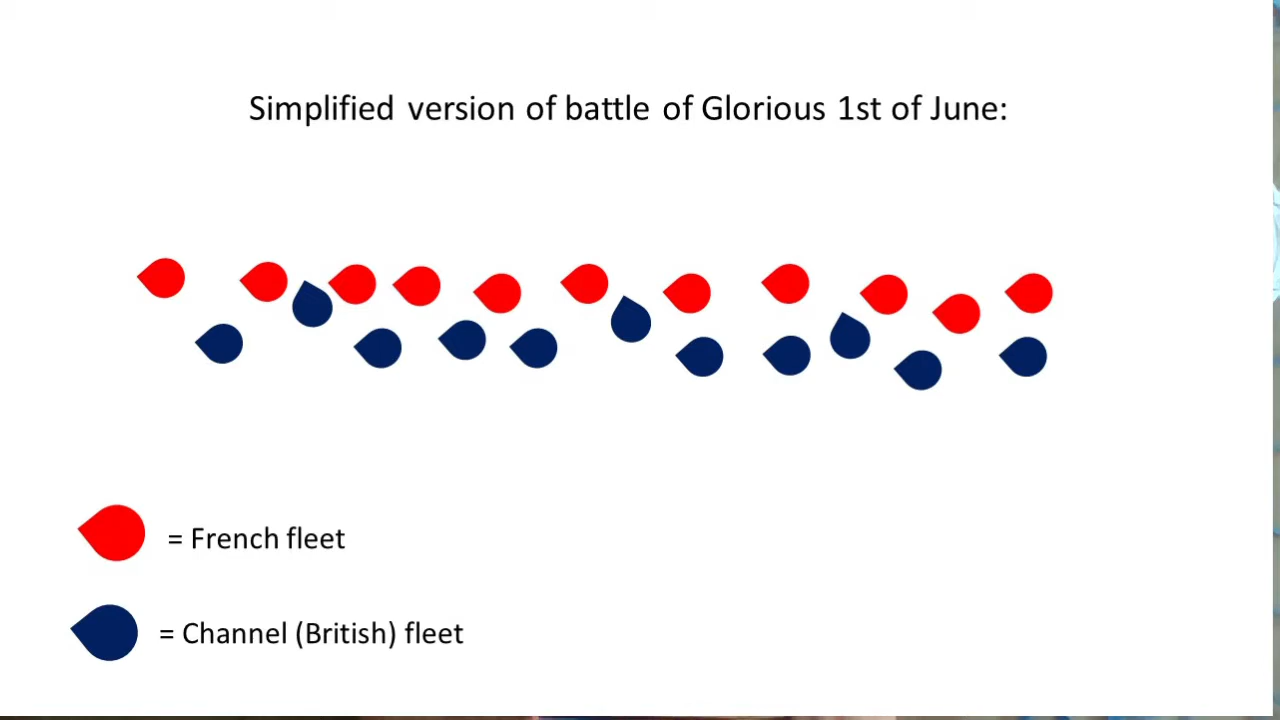 Simplified version of battle of Glorious 1st of June:
= French fleet
= Channel (British) fleet